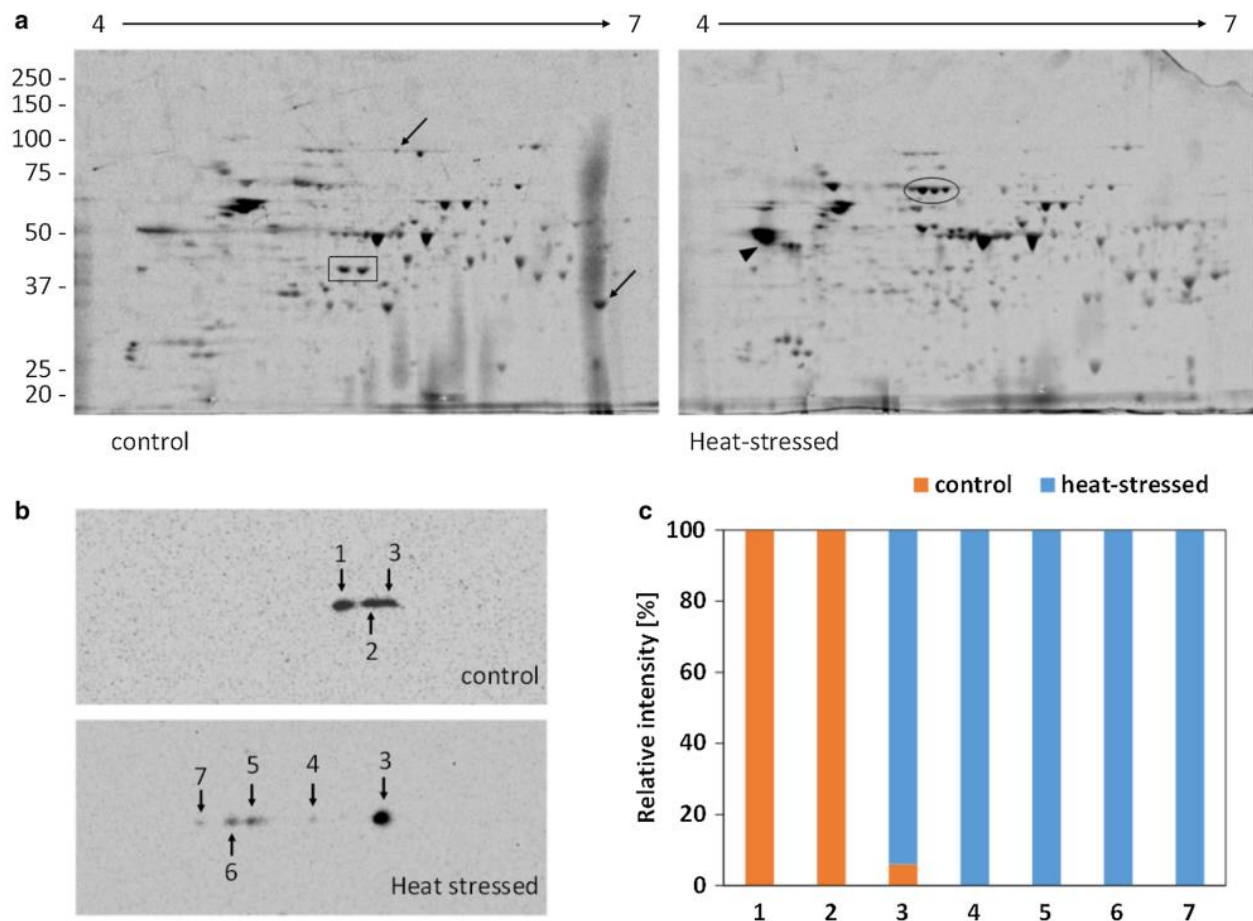 a
4 7 4 7
250 -
150 -
100 -
75 -
50 -
37 -
25 -
20 -
control Heat-stressed
b
1 3
2
control
7 5 4 3
6
Heat stressed
c
control heat-stressed
Relative intensity [%]
100
80
60
40
20
0
1 2 3 4 5 6 7